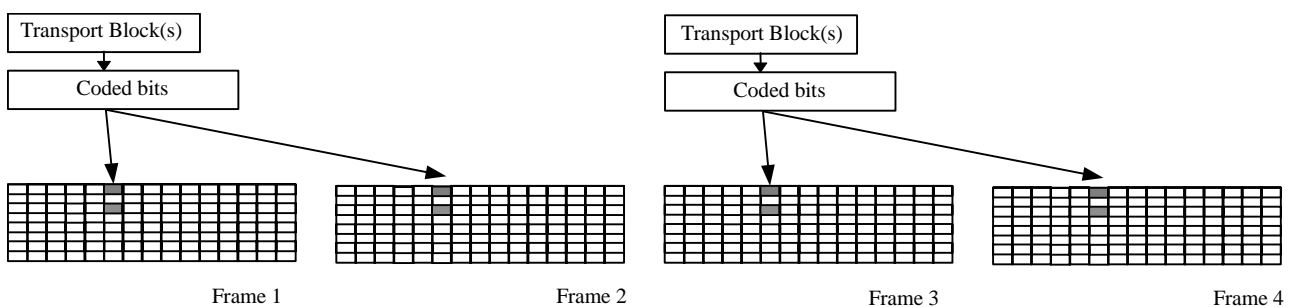 Transport Block(s)
Coded bits
Transport Block(s)
Coded bits
Frame 1
Frame 2
Frame 3
Frame 4